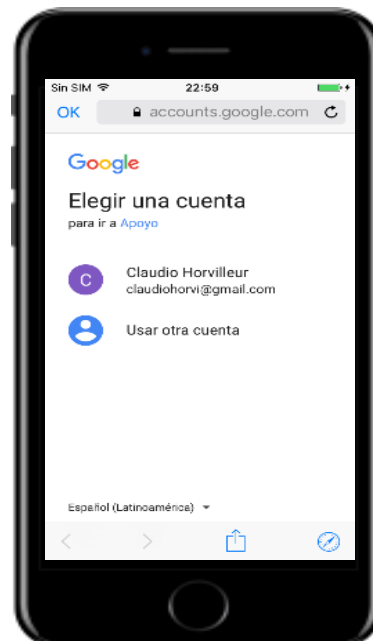 Sin SIM 22:59
OK accounts.google.com
Google
Elegir una cuenta
para ir a Apoyo
C
Claudio Horvilleur
claudiohorvi@gmail.com
Usar otra cuenta
Español (Latinoamérica)